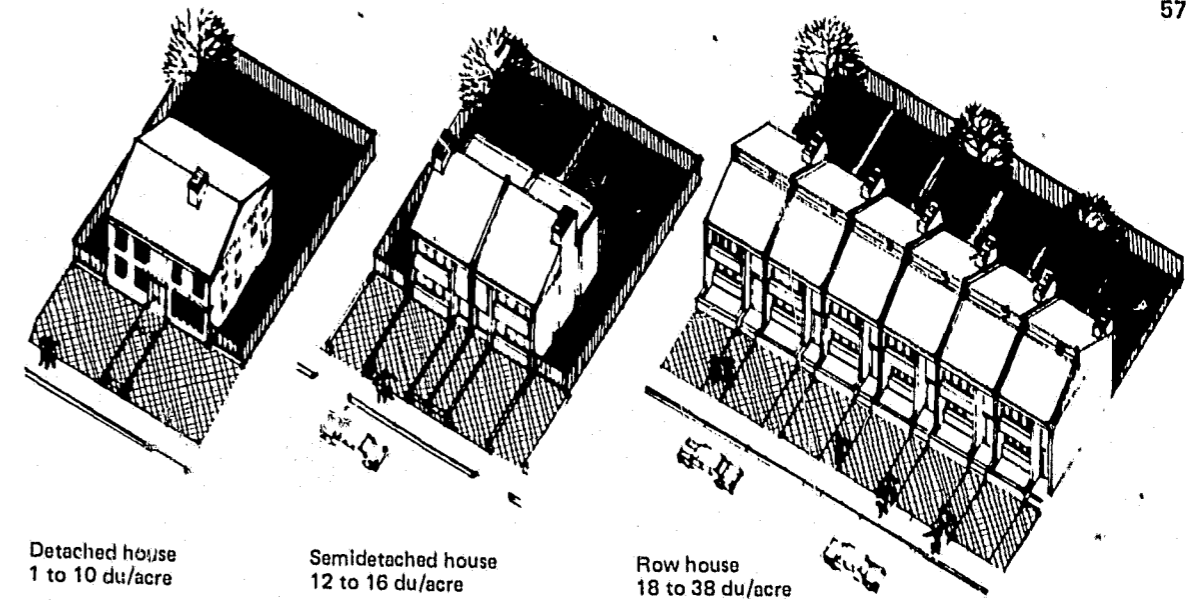 57
Detached house
1 to 10 du/acre
Semidetached house
12 to 16 du/acre
Row house
18 to 38 du/acre